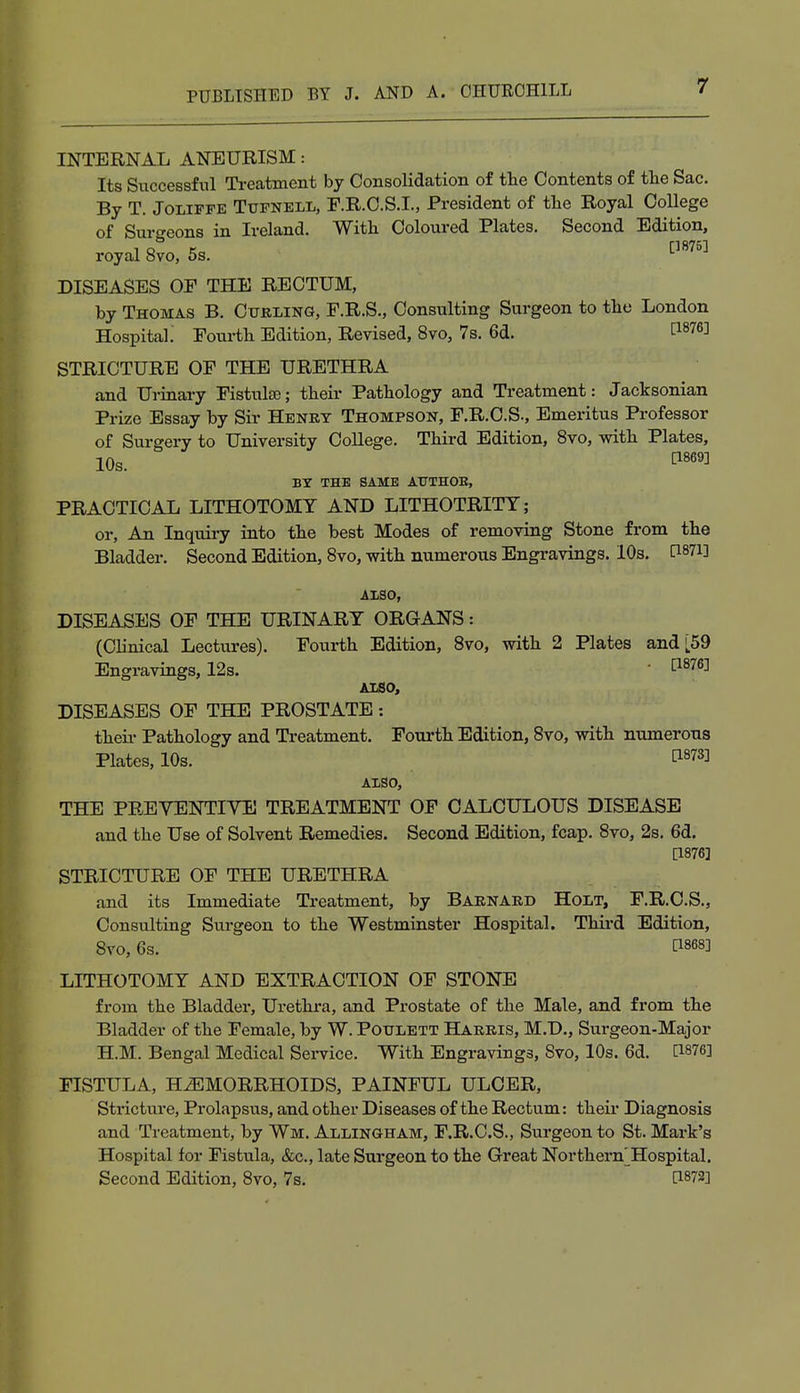 PUBLISHED BY J. AND A. CHURCHILL 7
INTERNAL ANEURISM:
Its Successful Treatment by Consolidation of the Contents of the Sac.
By T. JOLIFFE TUFNELL, F.R.C.S.I., President of the Royal College
of Surgeons in Ireland. With Coloured Plates. Second Edition,
royal 8vo, 5s. [1875]
DISEASES OF THE RECTUM,
by THOMAS B. CURLING, F.R.S., Consulting Surgeon to the London
Hospital. Fourth Edition, Revised, 8vo, 7s. 6d. [1876]
STRICTURE OF THE URETHRA
and Urinary Fistulæ; their Pathology and Treatment: Jacksonian
Prize Essay by Sir HENRY THOMPSON, F.R.C.S., Emeritus Professor
of Surgery to University College. Third Edition, 8vo, with Plates,
10s. [1869]
BY THE SAME AUTHOR,
PRACTICAL LITHOTOMY AND LITHOTRITY;
or, An Inquiry into the best Modes of removing Stone from the
Bladder. Second Edition, 8vo, with numerous Engravings. 10s. [1871]
ALSO,
DISEASES OF THE URINARY ORGANS:
(Clinical Lectures). Fourth Edition, 8vo, with 2 Plates and [59
Engravings, 12s. [1876]
ALSO,
DISEASES OF THE PROSTATE:
their Pathology and Treatment. Fourth Edition, 8vo, with numerous
Plates, 10s. [1873]
ALSO,
THE PREVENTIVE TREATMENT OF CALCULOUS DISEASE
and the Use of Solvent Remedies. Second Edition, fcap. 8vo, 2s. 6d.
[1876]
STRICTURE OF THE URETHRA
and its Immediate Treatment, by BARNARD HOLT, F.R.C.S.,
Consulting Surgeon to the Westminster Hospital. Third Edition,
8vo, 6s. [1868]
LITHOTOMY AND EXTRACTION OF STONE
from the Bladder, Urethra, and Prostate of the Male, and from the
Bladder of the Female, by W. POULETT HARRIS, M.D., Surgeon-Major
H.M. Bengal Medical Service. With Engravings, 8vo, 10s. 6d. [1876]
FISTULA, HÆMORRHOIDS, PAINFUL ULCER,
Stricture, Prolapsus, and other Diseases of the Rectum: their Diagnosis
and Treatment, by WM. ALLINGHAM, F.R.C.S., Surgeon to St. Mark's
Hospital for Fistula, &c., late Surgeon to the Great Northern Hospital.
Second Edition, 8vo, 7s. [1872]